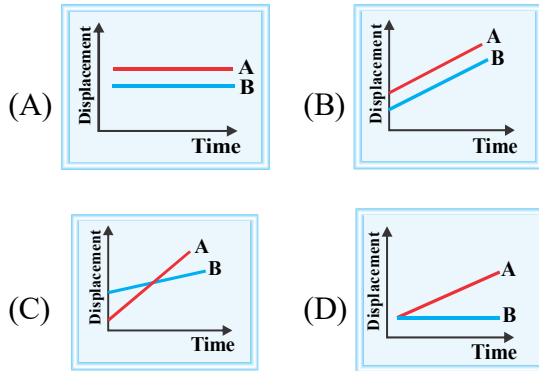 (A)
Displacement
A
B
Time
(B)
Displacement
A
B
Time
(C)
Displacement
A
B
Time
(D)
Displacement
A
B
Time